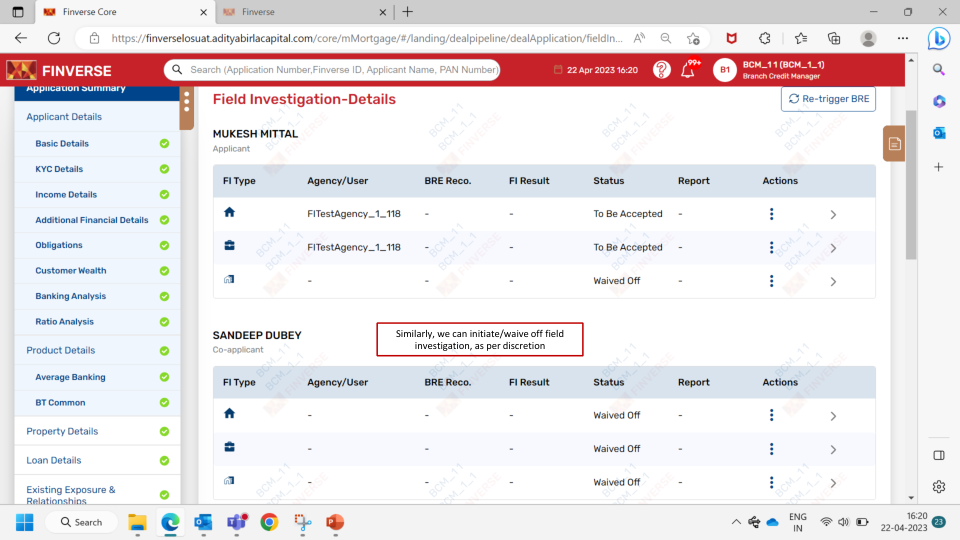 Finverse Core
Finverse
https://finverselosuat.adityabirlacapital.com/core/mMortgage/#/landing/dealpipeline/dealApplication/fieldIn...
FINVERSE
Search (Application Number,Finverse ID, Applicant Name, PAN Number)
22 Apr 2023 16:20
99+
B1
BCM_11 (BCM_1_1)
Branch Credit Manager
Application Summary
Applicant Details
Basic Details
KYC Details
Income Details
Additional Financial Details
Obligations
Customer Wealth
Banking Analysis
Ratio Analysis
Product Details
Average Banking
BT Common
Property Details
Loan Details
Existing Exposure &
Relationships
Field Investigation-Details
Re-trigger BRE
MUKESH MITTAL
Applicant
FI Type Agency/User BRE Reco. FI Result Status Report Actions
FITestAgency_1_118 - - To Be Accepted -
FITestAgency_1_118 - - To Be Accepted -
- - - Waived Off -
SANDEEP DUBEY
Co-applicant
Similarly, we can initiate/waive off field
investigation, as per discretion
FI Type Agency/User BRE Reco. FI Result Status Report Actions
- - - Waived Off -
- - - Waived Off -
- - - Waived Off -
BCM_11
BCM_1_1
FINVERSE
Search
ENG
IN
16:20
22-04-2023
23